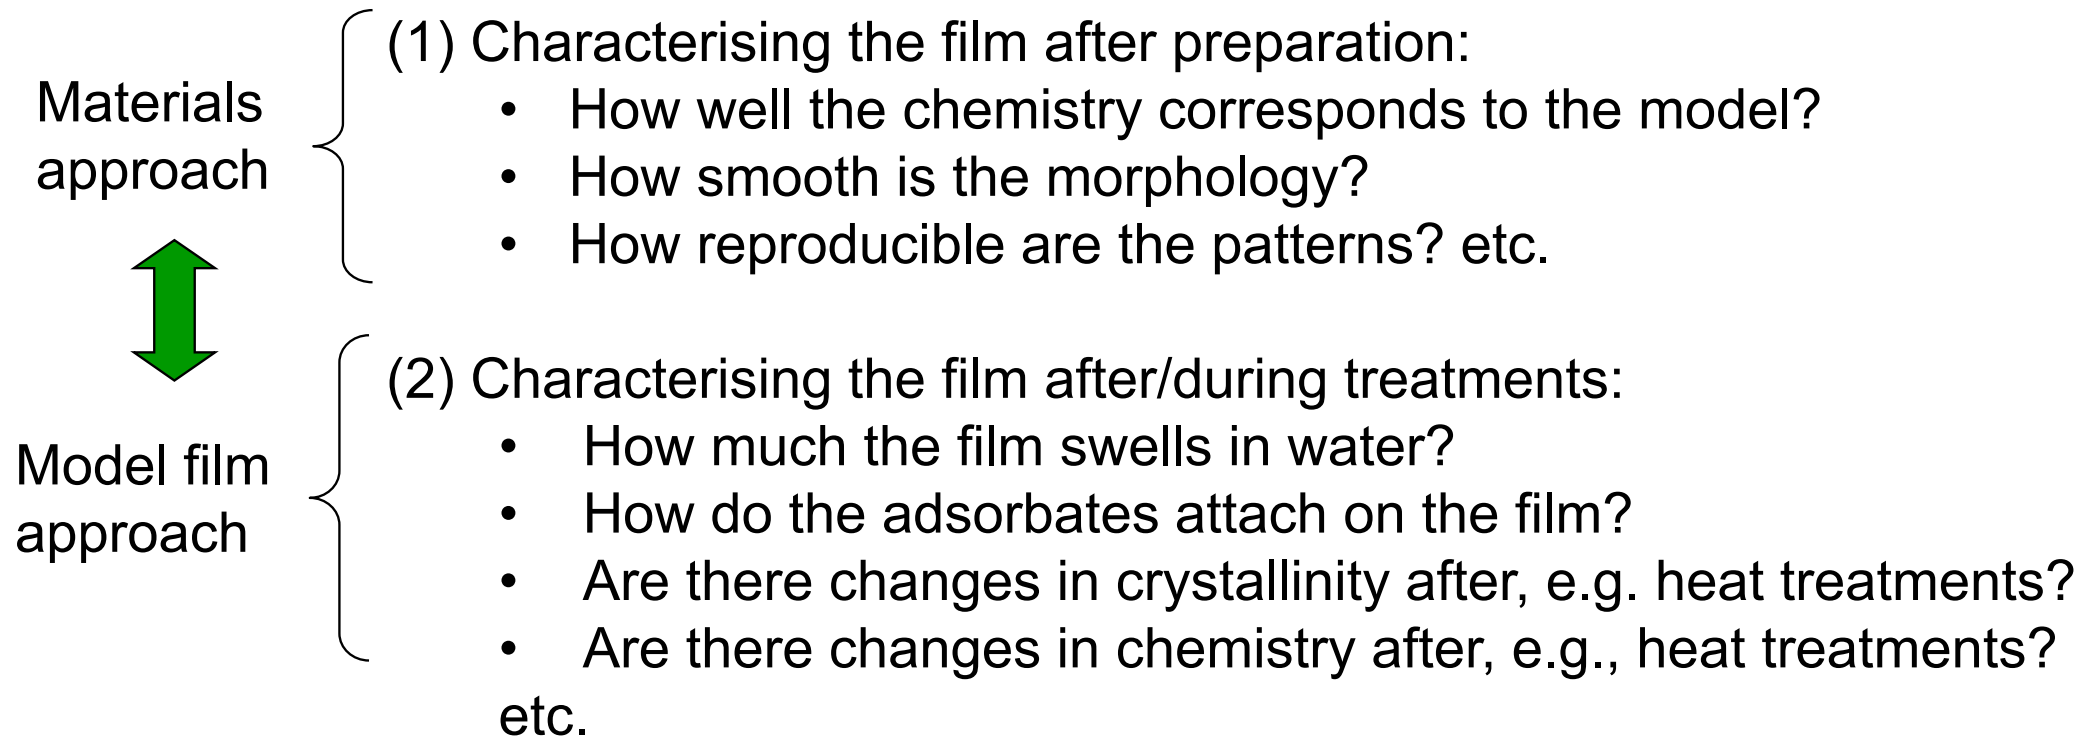 Materials
approach
(1) Characterising the film after preparation:
• How well the chemistry corresponds to the model?
• How smooth is the morphology?
• How reproducible are the patterns? etc.
Model film
approach
(2) Characterising the film after/during treatments:
• How much the film swells in water?
• How do the adsorbates attach on the film?
• Are there changes in crystallinity after, e.g. heat treatments?
• Are there changes in chemistry after, e.g., heat treatments?
etc.